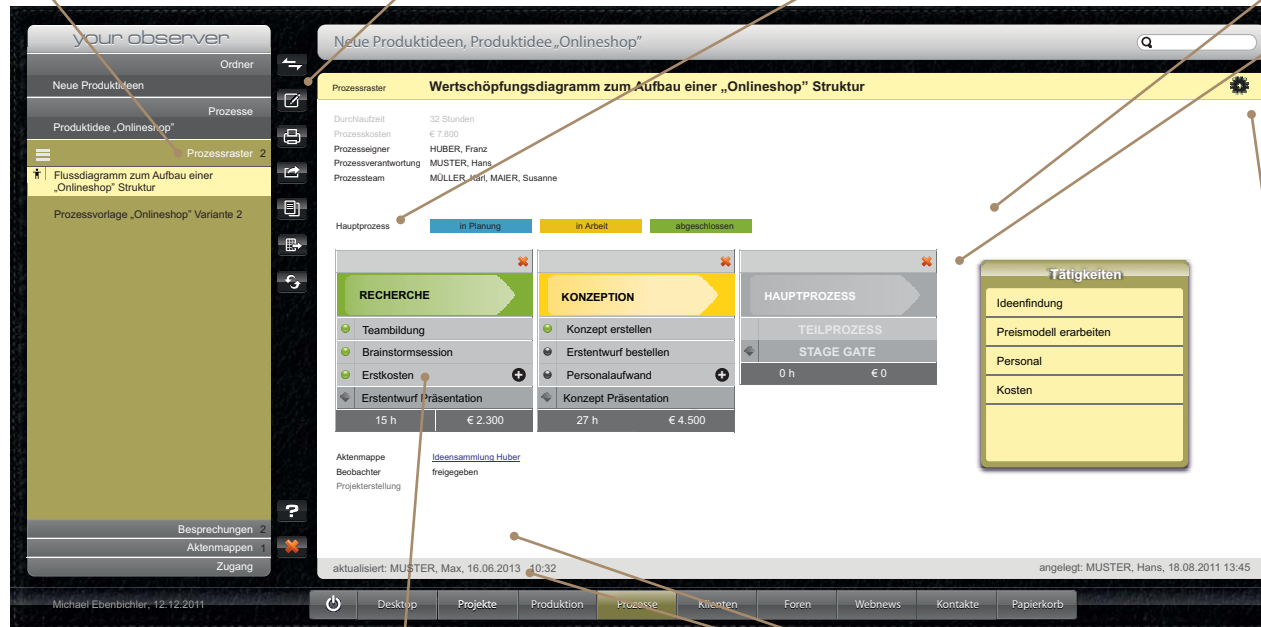 your observer
Ordner
Neue Produktideen
Prozesse
Produktidee „Onlineshop"
Prozessraster 2
Flussdiagramm zum Aufbau einer
„Onlineshop" Struktur
Prozessvorlage „Onlineshop" Variante 2
Besprechungen 2
Aktenmappen 1
Zugang
?
Neue Produktideen, Produktidee „Onlineshop"
Prozessraster Wertschöpfungsdiagramm zum Aufbau einer „Onlineshop" Struktur
Durchlaufzeit 32 Stunden
Prozesskosten € 7.800
Prozesseigner HUBER, Franz
Prozessverantwortung MUSTER, Hans
Prozessteam MÜLLER, Karl, MAIER, Susanne
Hauptprozess in Planung in Arbeit abgeschlossen
RECHERCHE
Teambildung
Brainstormsession
Erstkosten
Erstentwurf Präsentation
15 h € 2.300
KONZEPTION
Konzept erstellen
Erstentwurf bestellen
Personalaufwand
Konzept Präsentation
27 h € 4.500
HAUPTPROZESS
TEILPROZESS
STAGE GATE
0 h € 0
Tätigkeiten
Ideenfindung
Preismodell erarbeiten
Personal
Kosten
Aktenmappe Ideensammlung Huber
Beobachter freigegeben
Projekterstellung
aktualisiert: MUSTER, Max, 16.06.2013 10:32 angelegt: MUSTER, Hans, 18.08.2011 13:45
Michael Ebenbichler, 12.12.2011 Desktop Projekte Produktion Prozesse Klienten Foren Webnews Kontakte Papierkorb